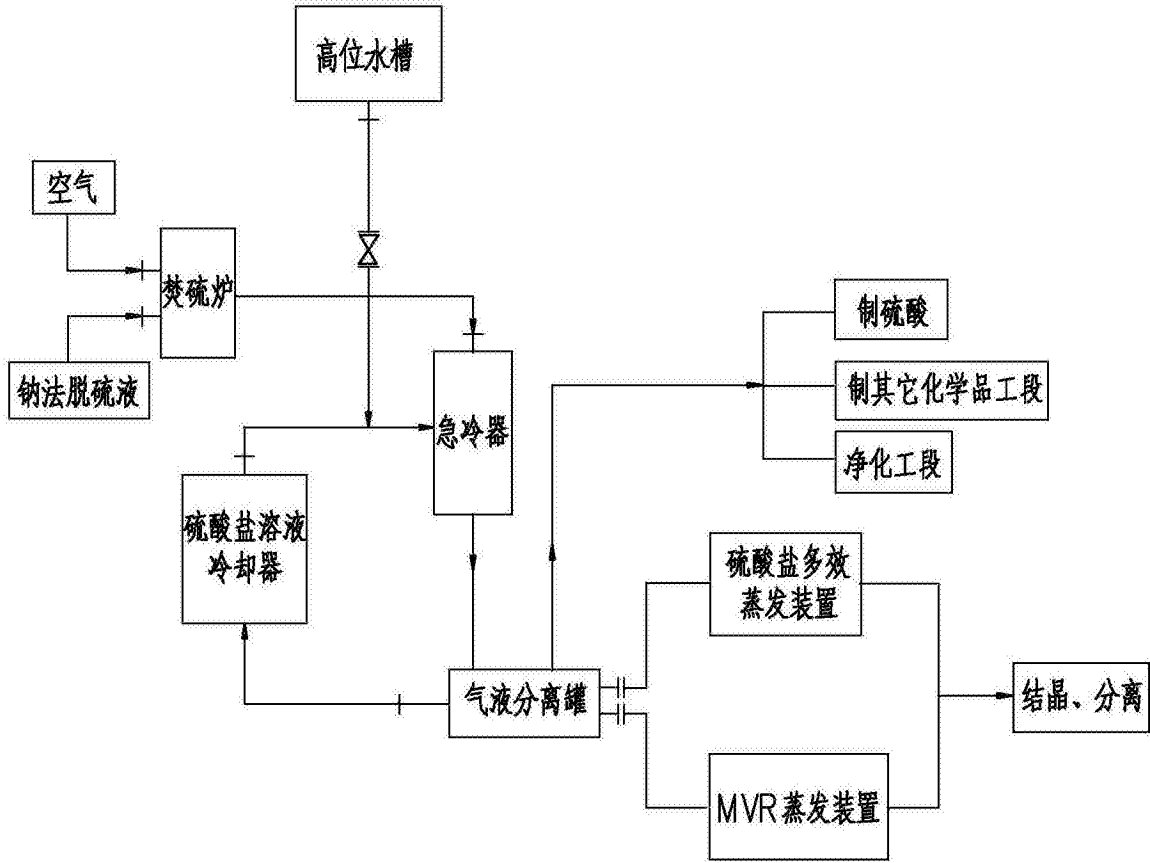 高位水槽
空气
焚硫炉
钠法脱硫液
制硫酸
制其它化学品工段
急冷器
净化工段
硫酸盐溶液
冷却器
硫酸盐多效
蒸发装置
气液分离罐
结晶、分离
MVR蒸发装置